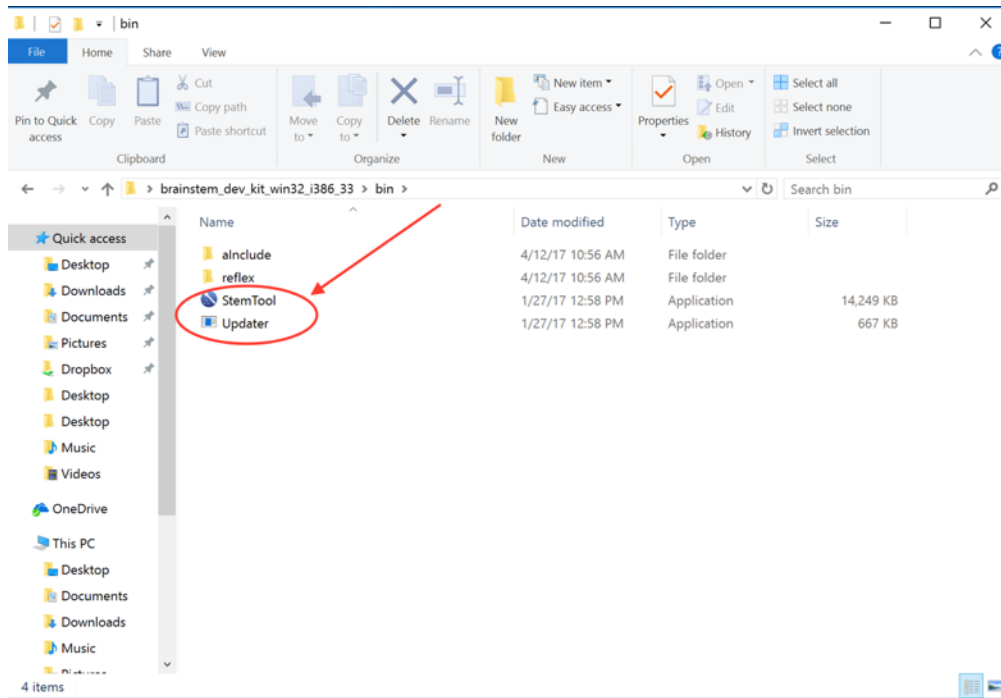 bin
File Home Share View
Pin to Quick access
Copy
Paste
Cut
Copy path
Paste shortcut
Clipboard
Move to
Copy to
Delete
Rename
Organize
New folder
New item
Easy access
New
Properties
Open
Edit
History
Open
Select all
Select none
Invert selection
Select
brainstem_dev_kit_win32_i386_33 > bin >
Search bin
Name Date modified Type Size
aInclude 4/12/17 10:56 AM File folder
reflex 4/12/17 10:56 AM File folder
StemTool 1/27/17 12:58 PM Application 14,249 KB
Updater 1/27/17 12:58 PM Application 667 KB
Quick access
Desktop
Downloads
Documents
Pictures
Dropbox
Desktop
Desktop
Music
Videos
OneDrive
This PC
Desktop
Documents
Downloads
Music
4 items